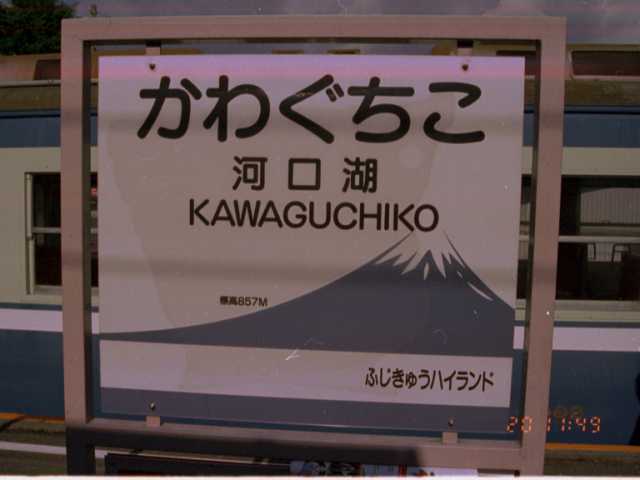 かわぐちこ
河口湖
KAWAGUCHIKO
標高857M
ふじきゅうハイランド